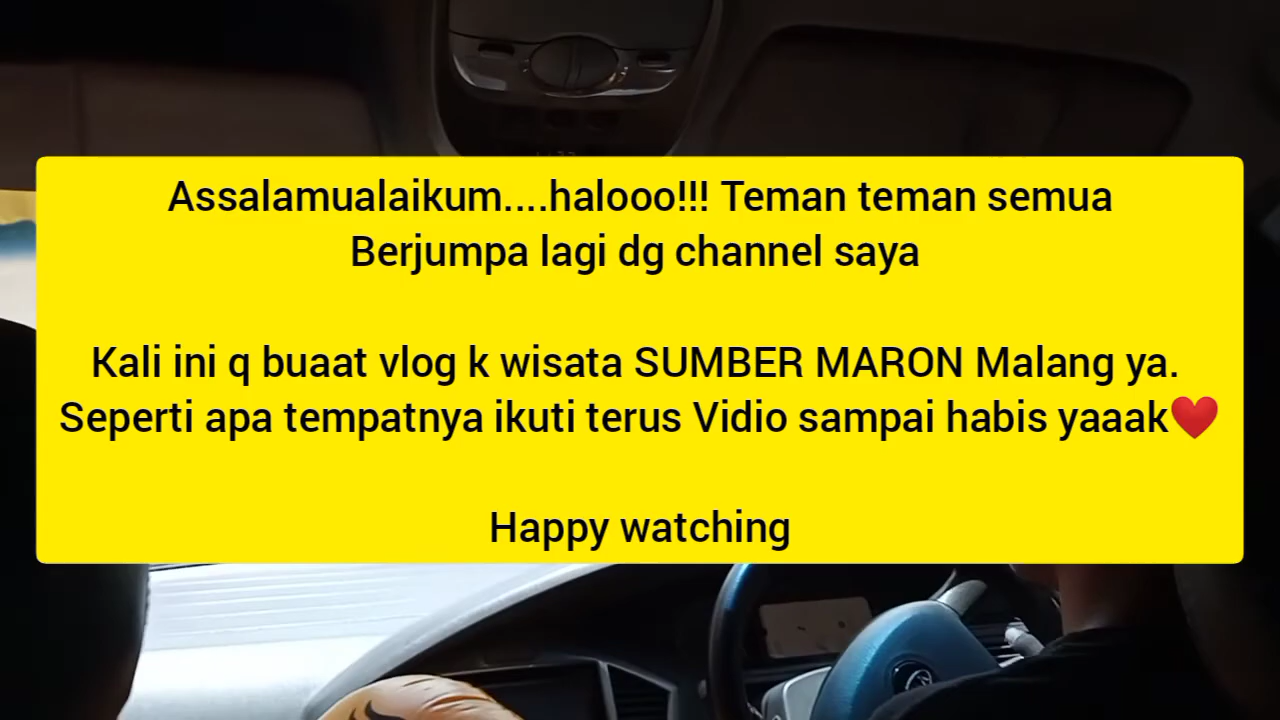 Assalamualaikum....halooo!!! Teman teman semua
Berjumpa lagi dg channel saya
Kali ini q buaat vlog k wisata SUMBER MARON Malang ya.
Seperti apa tempatnya ikuti terus Vidio sampai habis yaaak❤️
Happy watching